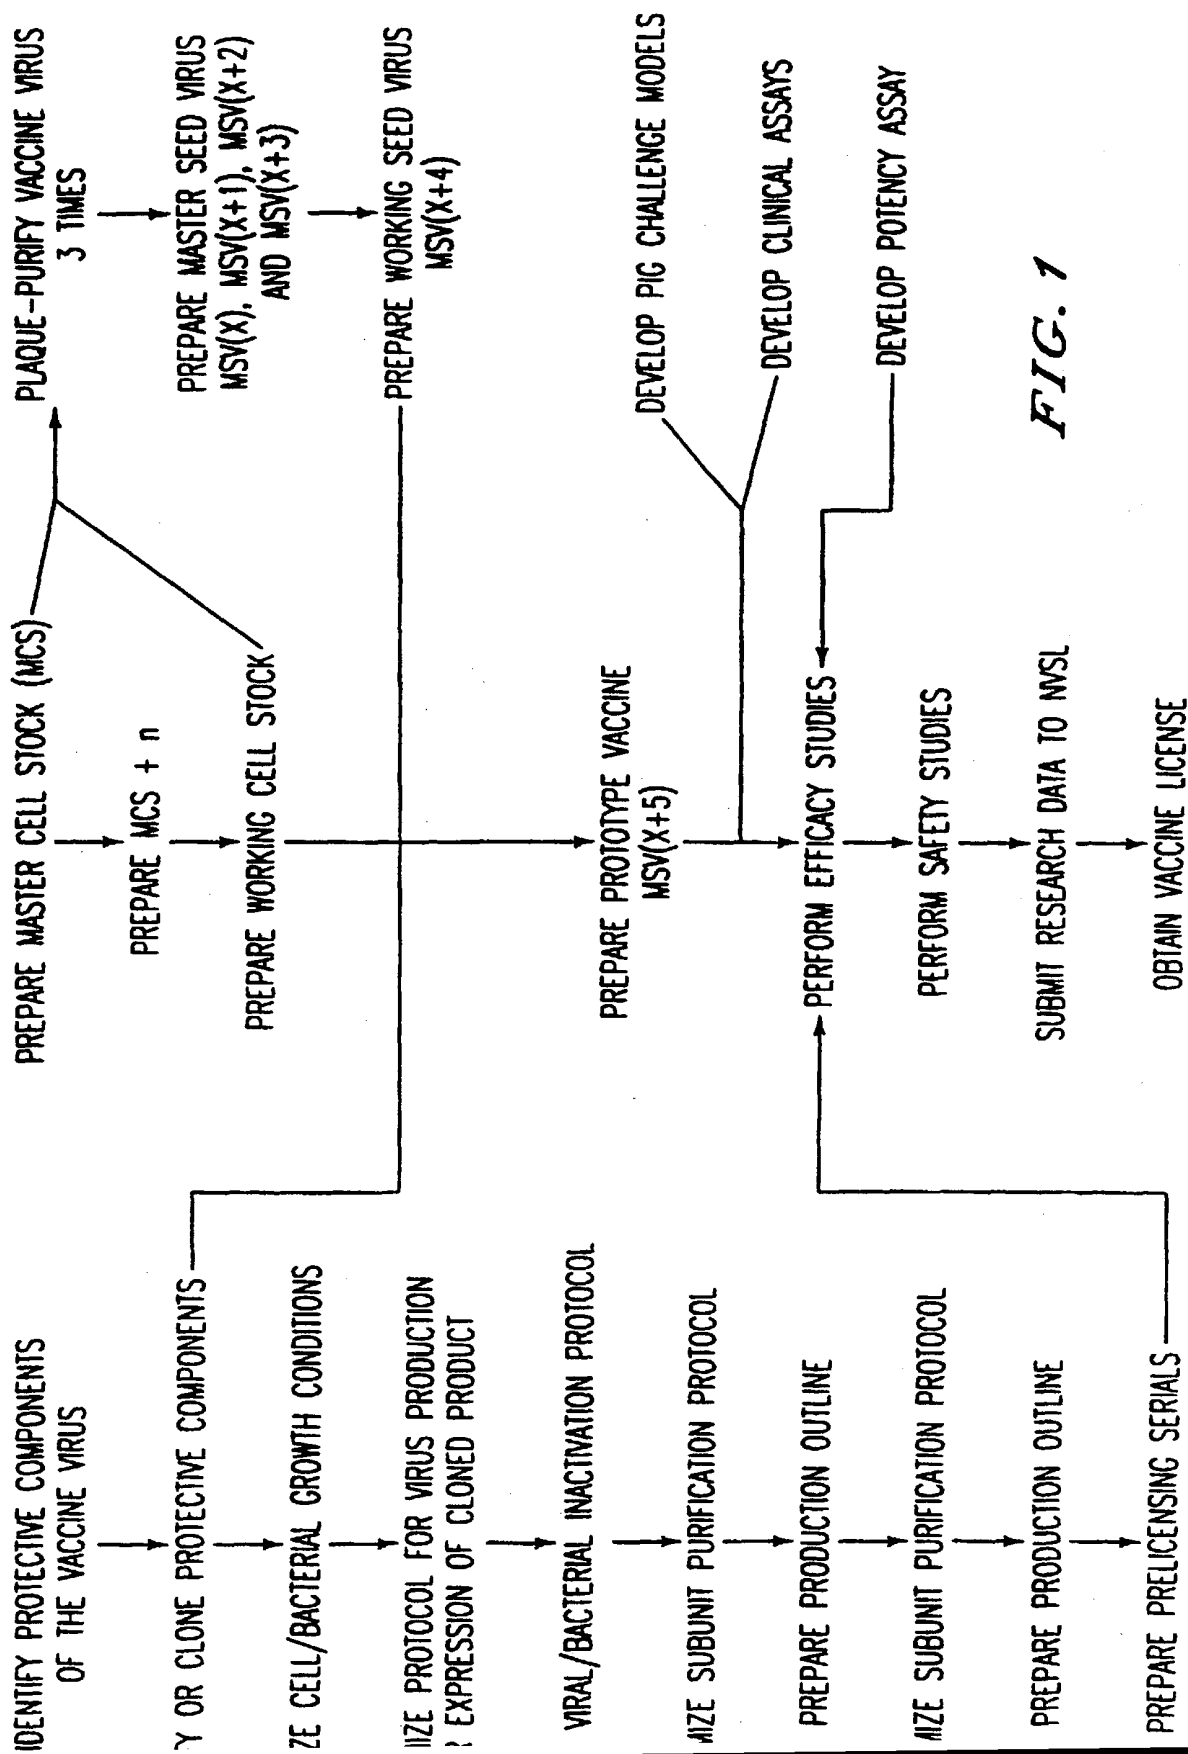 IDENTIFY PROTECTIVE COMPONENTS
OF THE VACCINE VIRUS
Y OR CLONE PROTECTIVE COMPONENTS
ZE CELL/BACTERIAL GROWTH CONDITIONS
MIZE PROTOCOL FOR VIRUS PRODUCTION
R EXPRESSION OF CLONED PRODUCT
VIRAL/BACTERIAL INACTIVATION PROTOCOL
MIZE SUBUNIT PURIFICATION PROTOCOL
PREPARE PRODUCTION OUTLINE
MIZE SUBUNIT PURIFICATION PROTOCOL
PREPARE PRODUCTION OUTLINE
PREPARE PRELICENSING SERIALS
PREPARE MASTER CELL STOCK (MCS)
PREPARE MCS + n
PREPARE WORKING CELL STOCK
PREPARE PROTOTYPE VACCINE
MSV(X+5)
PERFORM EFFICACY STUDIES
PERFORM SAFETY STUDIES
SUBMIT RESEARCH DATA TO NVSL
OBTAIN VACCINE LICENSE
PLAQUE-PURIFY VACCINE VIRUS
3 TIMES
PREPARE MASTER SEED VIRUS
MSV(X), MSV(X+1), MSV(X+2)
AND MSV(X+3)
PREPARE WORKING SEED VIRUS
MSV(X+4)
DEVELOP PIG CHALLENGE MODELS
DEVELOP CLINICAL ASSAYS
DEVELOP POTENCY ASSAY
FIG. 1